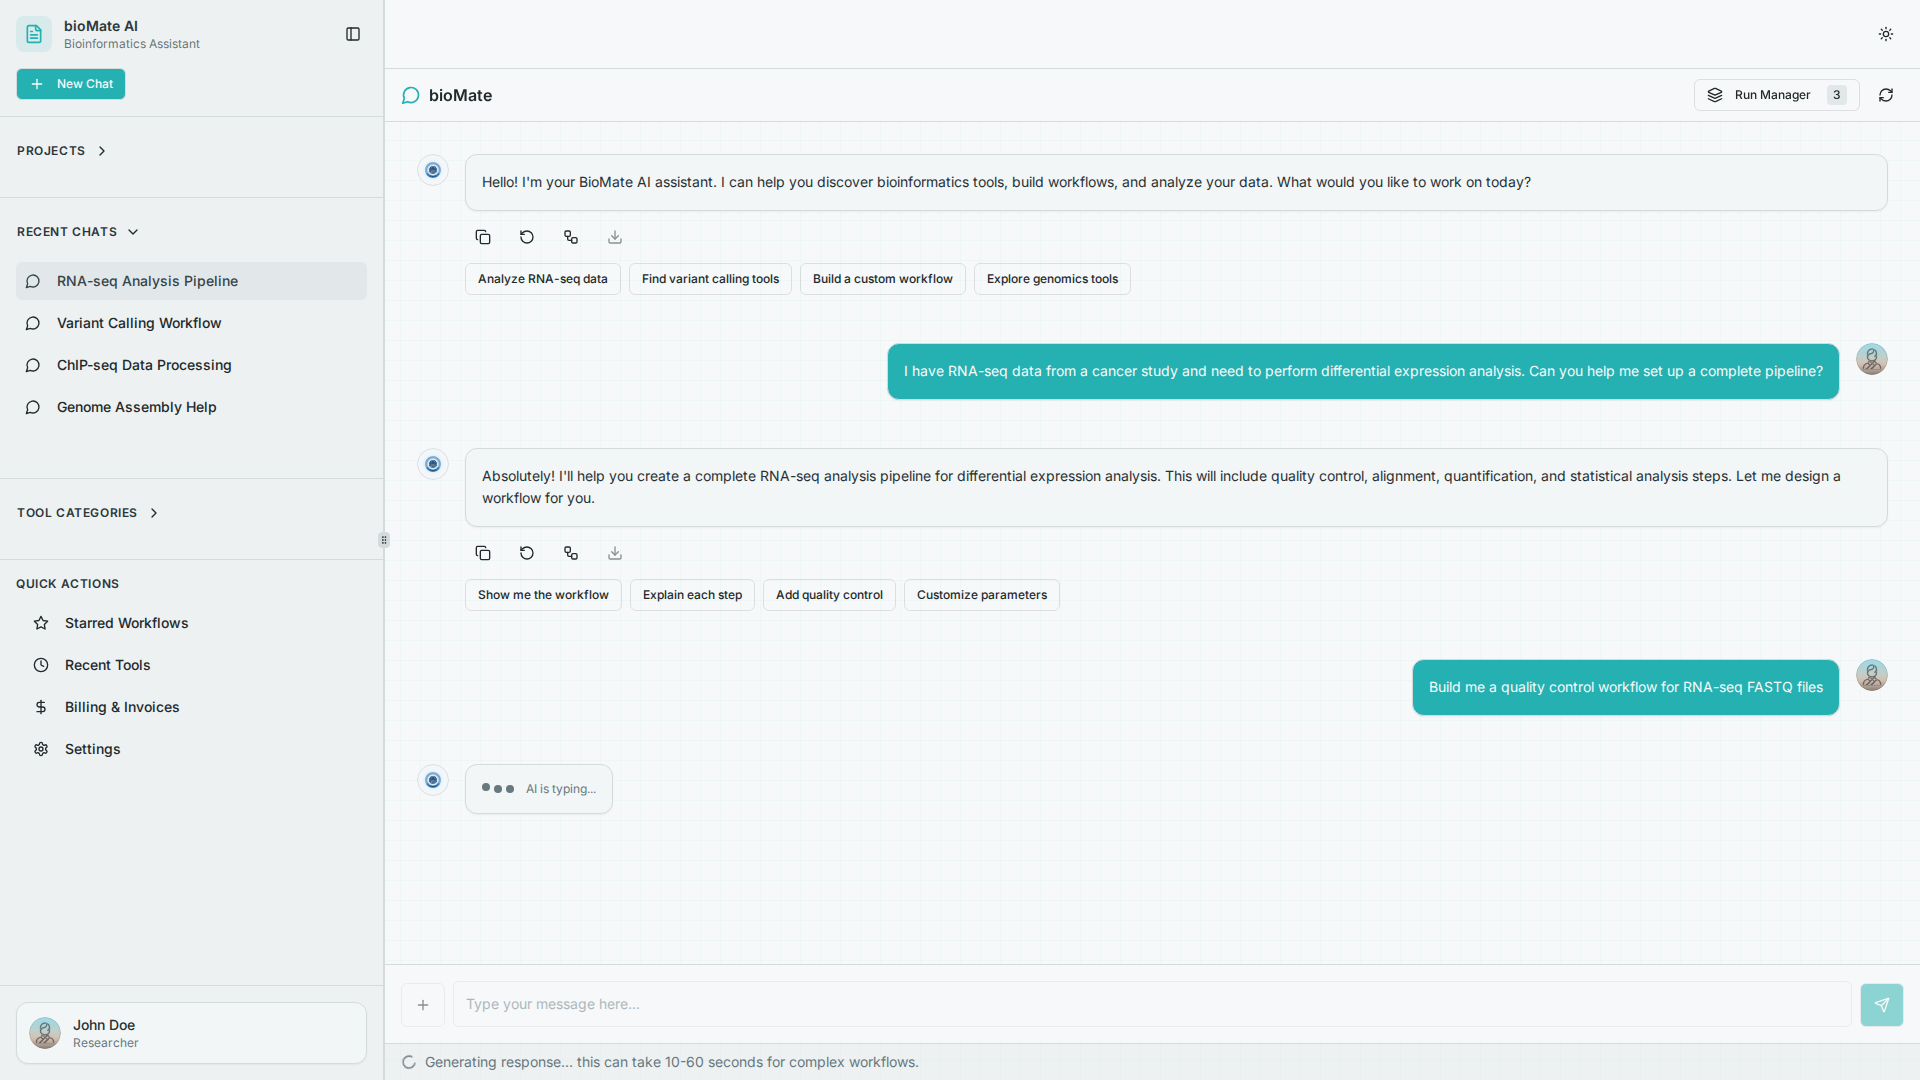 bioMate AI
Bioinformatics Assistant
New Chat
PROJECTS
RECENT CHATS
RNA-seq Analysis Pipeline
Variant Calling Workflow
ChIP-seq Data Processing
Genome Assembly Help
TOOL CATEGORIES
QUICK ACTIONS
Starred Workflows
Recent Tools
Billing & Invoices
Settings
John Doe
Researcher
bioMate
Run Manager 3
Hello! I'm your BioMate AI assistant. I can help you discover bioinformatics tools, build workflows, and analyze your data. What would you like to work on today?
Analyze RNA-seq data
Find variant calling tools
Build a custom workflow
Explore genomics tools
I have RNA-seq data from a cancer study and need to perform differential expression analysis. Can you help me set up a complete pipeline?
Absolutely! I'll help you create a complete RNA-seq analysis pipeline for differential expression analysis. This will include quality control, alignment, quantification, and statistical analysis steps. Let me design a
workflow for you.
Show me the workflow
Explain each step
Add quality control
Customize parameters
Build me a quality control workflow for RNA-seq FASTQ files
AI is typing...
Type your message here...
Generating response... this can take 10-60 seconds for complex workflows.